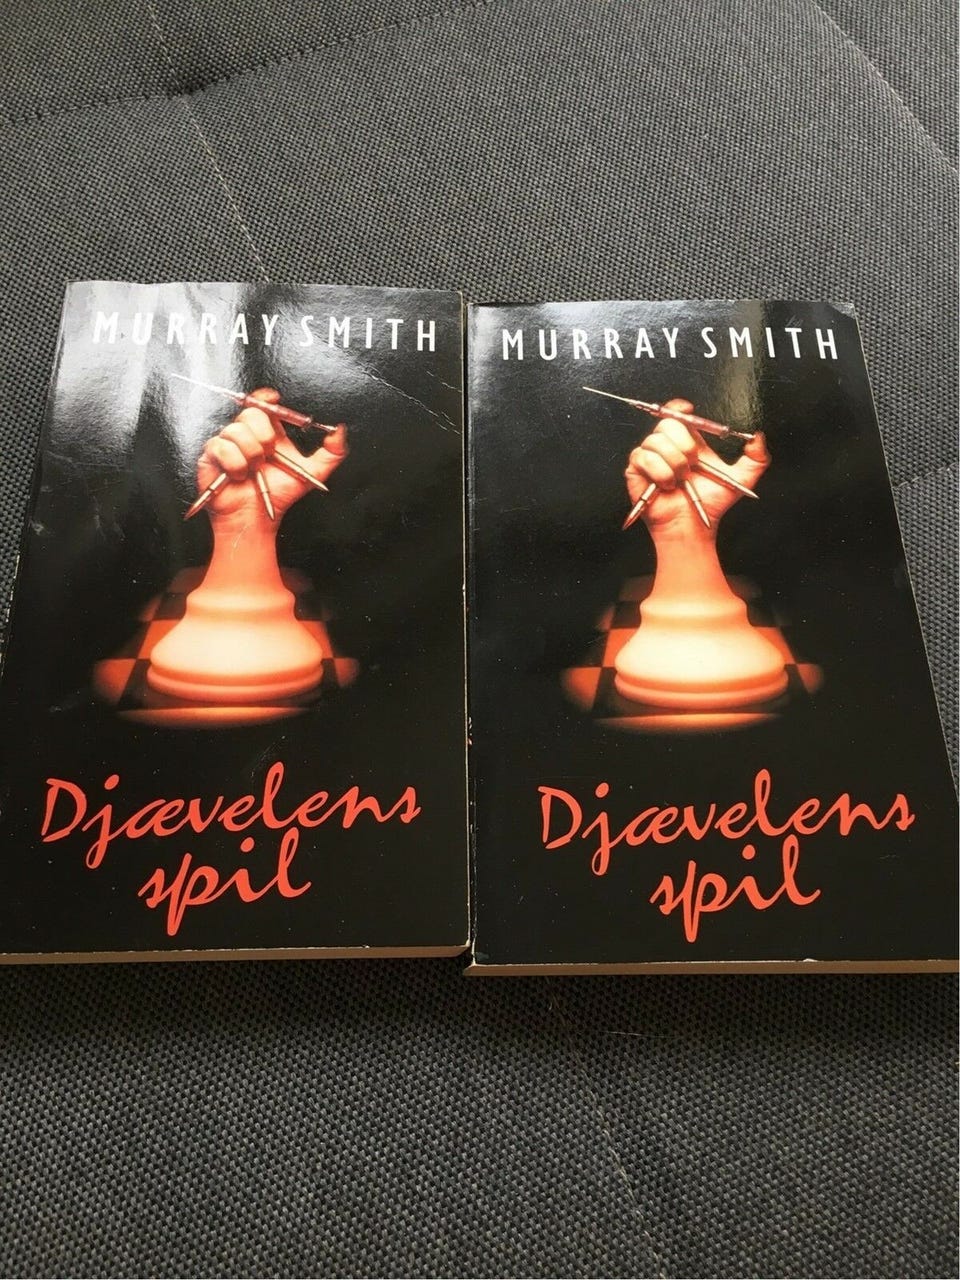 MURRAY SMITH
Djævelens
spil
MURRAY SMITH
Djævelens
spil